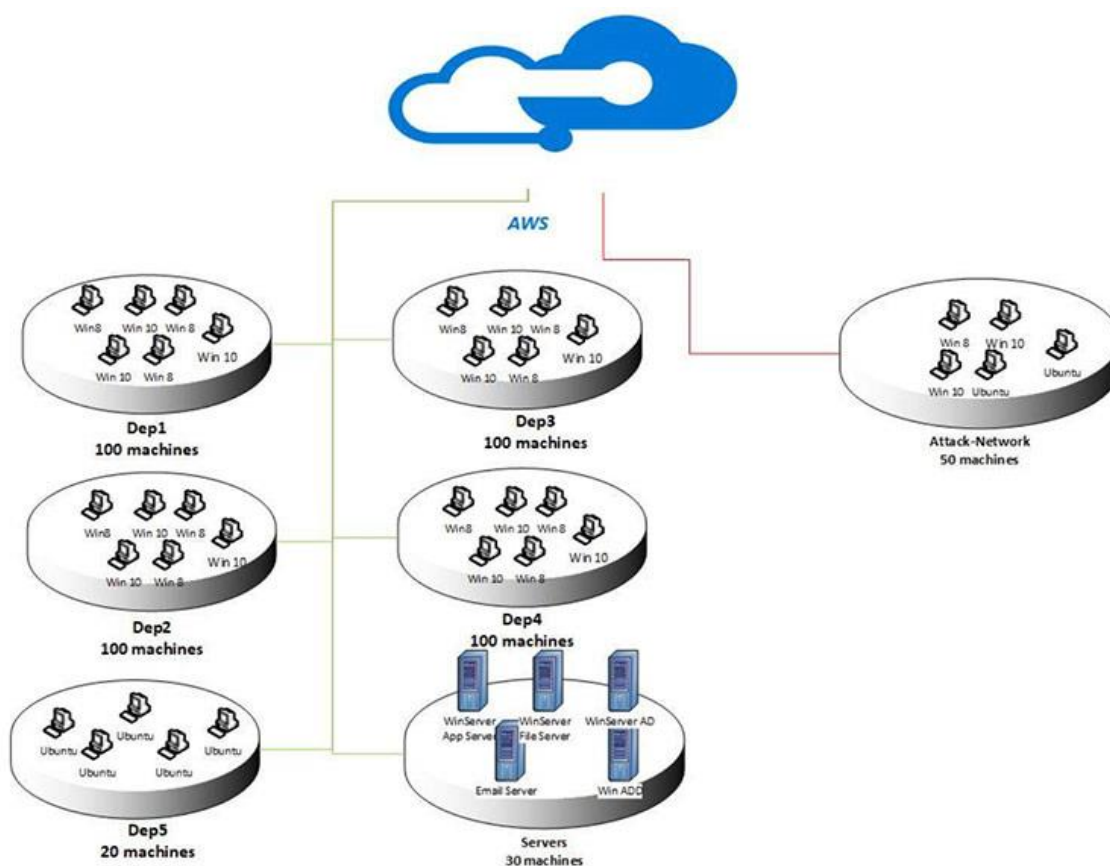 AWS
Win8
Win 10
Win 8
Win 10
Win 10
Win 8
Dep1
100 machines
Win8
Win 10
Win 8
Win 10
Win 10
Win 8
Dep3
100 machines
Win 8
Win 10
Ubuntu
Win 10
Ubuntu
Attack-Network
50 machines
Win8
Win 10
Win 8
Win 10
Win 10
Win 8
Dep2
100 machines
Win8
Win 10
Win 8
Win 10
Win 10
Win 8
Dep4
100 machines
Ubuntu
Ubuntu
Ubuntu
Ubuntu
Ubuntu
Dep5
20 machines
WinServer
App Server
WinServer
File Server
WinServer AD
Email Server
Win ADD
Servers
30 machines